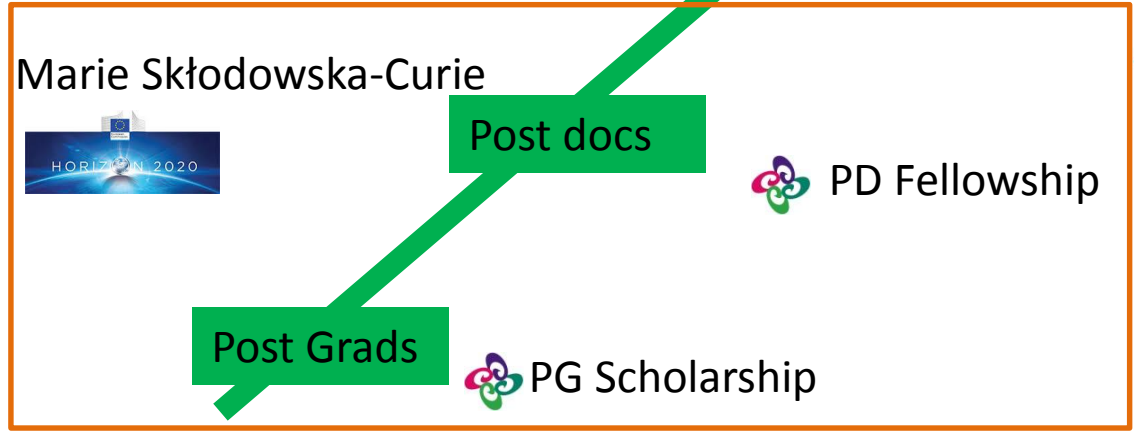 Marie Skłodowska-Curie
HORIZON 2020
Post docs
PD Fellowship
Post Grads
PG Scholarship